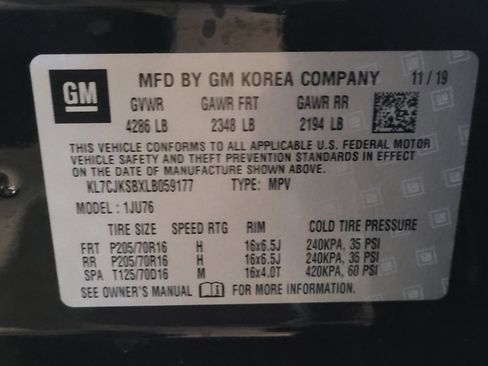 GM MFD BY GM KOREA COMPANY 11/19
GVWR GAWR FRT GAWR RR
4286 LB 2348 LB 2194 LB
THIS VEHICLE CONFORMS TO ALL APPLICABLE U.S. FEDERAL MOTOR
VEHICLE SAFETY AND THEFT PREVENTION STANDARDS IN EFFECT
ON THE DATE OF MANUFACTURE SHOWN ABOVE.
KL7CJKSBXLB059177 TYPE: MPV
MODEL : 1JU76
TIRE SIZE SPEED RTG RIM COLD TIRE PRESSURE
FRT P205/70R16 H 16x6.5J 240KPA, 35 PSI
RR P205/70R16 H 16x6.5J 240KPA, 35 PSI
SPA T125/70D16 M 16x4.0T 420KPA, 60 PSI
SEE OWNER'S MANUAL FOR MORE INFORMATION.